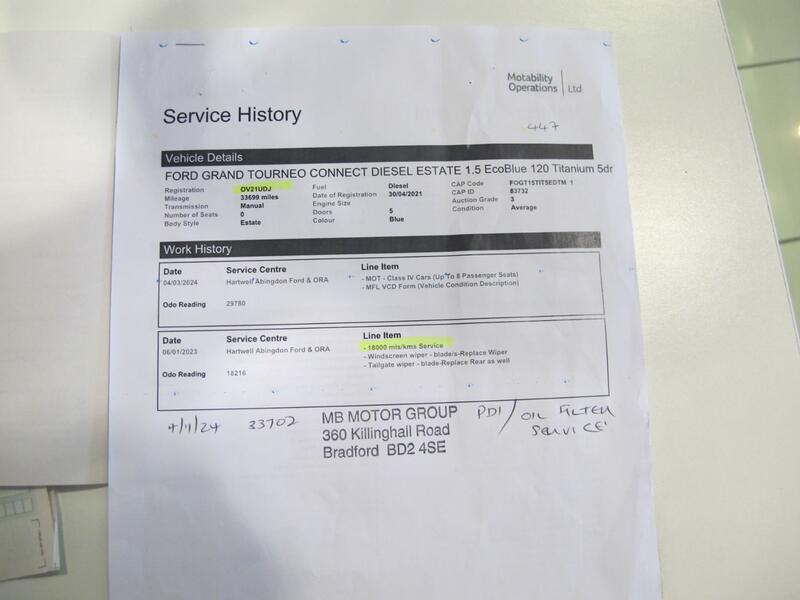 Motability
Operations Ltd
Service History
447
Vehicle Details
FORD GRAND TOURNEO CONNECT DIESEL ESTATE 1.5 EcoBlue 120 Titanium 5dr
Registration OV21UDJ Fuel Diesel CAP Code FOGT15TIT5EDTM 1
Mileage 33699 miles Date of Registration 30/04/2021 CAP ID 83732
Transmission Manual Engine Size Auction Grade 3
Number of Seats 0 Doors 5 Condition Average
Body Style Estate Colour Blue
Work History
Date Service Centre Line Item
04/03/2024 Hartwell Abingdon Ford & ORA - MOT - Class IV Cars (Up To 8 Passenger Seats)
- MFL VCD Form (Vehicle Condition Description)
Odo Reading 29780
Date Service Centre Line Item
06/01/2023 Hartwell Abingdon Ford & ORA - 18000 mls/kms Service
- Windscreen wiper - blade/s-Replace Wiper
- Tailgate wiper - blade-Replace Rear as well
Odo Reading 18216
4/11/24 33702 MB MOTOR GROUP PDI / OIL FILTER
360 Killinghall Road SERVICE
Bradford BD2 4SE